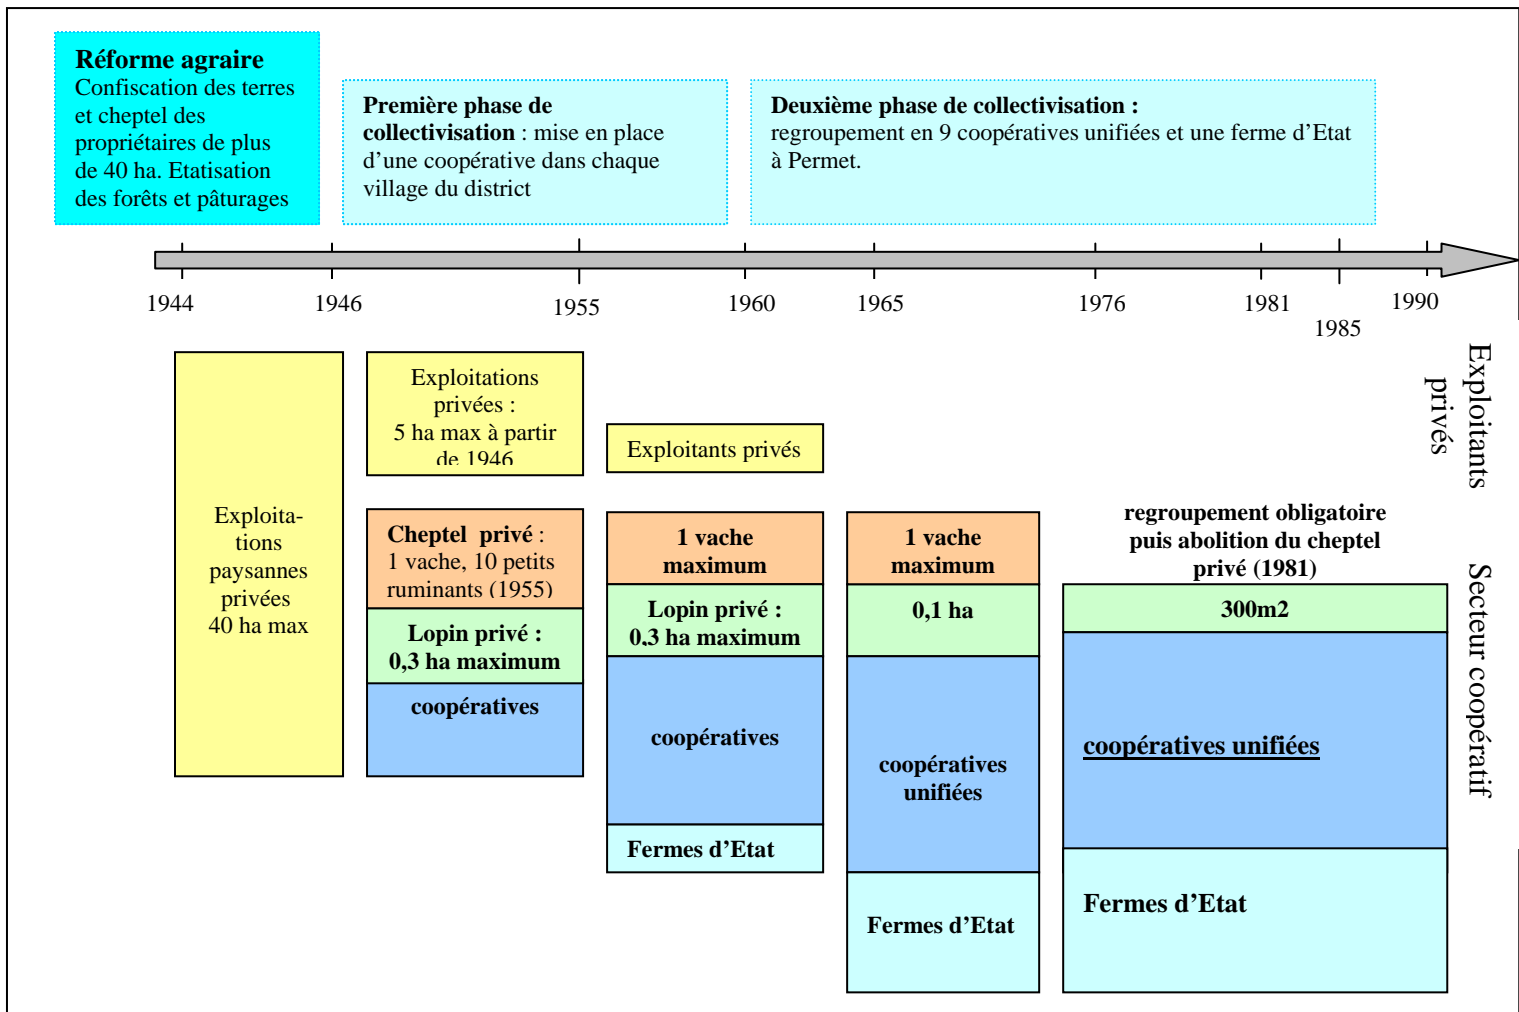 Réforme agraire
Confiscation des terres
et cheptel des
propriétaires de plus
de 40 ha. Etatisation
des forêts et pâturages
Première phase de
collectivisation : mise en place
d’une coopérative dans chaque
village du district
Deuxième phase de collectivisation :
regroupement en 9 coopératives unifiées et une ferme d’Etat
à Permet.
1944
1946
1955
1960
1965
1976
1981
1985
1990
Exploitants
privés
Exploita-
tions
paysannes
privées
40 ha max
Exploitations
privées :
5 ha max à partir
de 1946
Cheptel privé :
1 vache, 10 petits
ruminants (1955)
Lopin privé :
0,3 ha maximum
coopératives
Exploitants privés
1 vache
maximum
Lopin privé :
0,3 ha maximum
coopératives
Fermes d’Etat
1 vache
maximum
0,1 ha
coopératives
unifiées
Fermes d’Etat
regroupement obligatoire
puis abolition du cheptel
privé (1981)
300m2
coopératives unifiées
Fermes d’Etat
Secteur coopératif